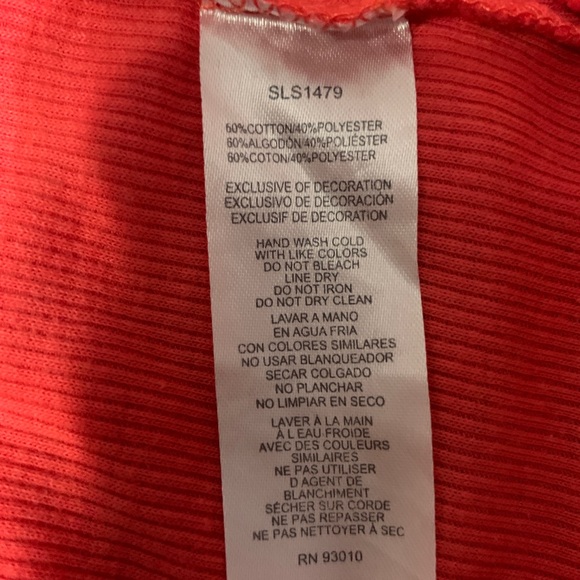 SLS1479
60%COTTON/40%POLYESTER
60%ALGODÓN/40%POLIÉSTER
60%COTON/40%POLYESTER
EXCLUSIVE OF DECORATION
EXCLUSIVO DE DECORACIÓN
EXCLUSIF DE DÉCORATION
HAND WASH COLD
WITH LIKE COLORS
DO NOT BLEACH
LINE DRY
DO NOT IRON
DO NOT DRY CLEAN
LAVAR A MANO
EN AGUA FRIA
CON COLORES SIMILARES
NO USAR BLANQUEADOR
SECAR COLGADO
NO PLANCHAR
NO LIMPIAR EN SECO
LAVER À LA MAIN
À L EAU FROIDE
AVEC DES COULEURS
SIMILAIRES
NE PAS UTILISER
D AGENT DE
BLANCHIMENT
SÉCHER SUR CORDE
NE PAS REPASSER
NE PAS NETTOYER À SEC
RN 93010